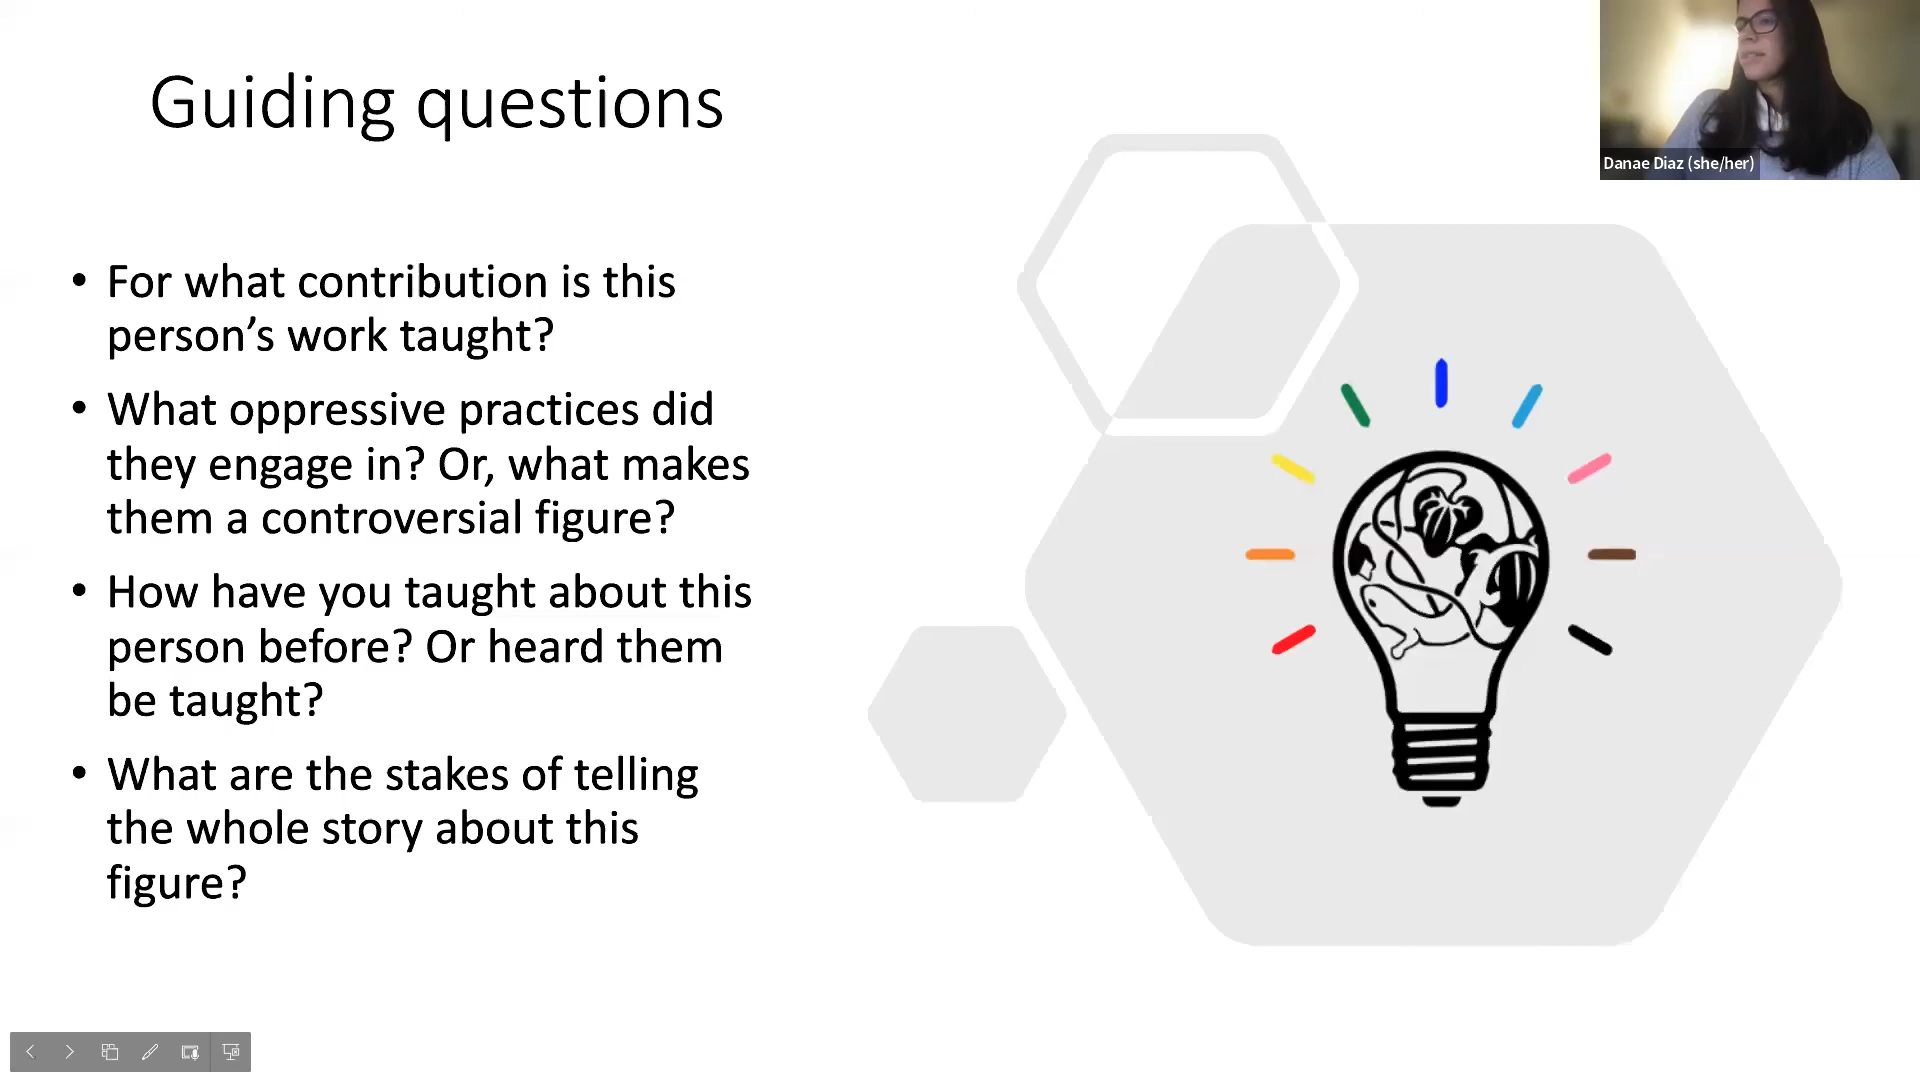 Guiding questions
Danae Diaz (she/her)
• For what contribution is this
person’s work taught?
• What oppressive practices did
they engage in? Or, what makes
them a controversial figure?
• How have you taught about this
person before? Or heard them
be taught?
• What are the stakes of telling
the whole story about this
figure?